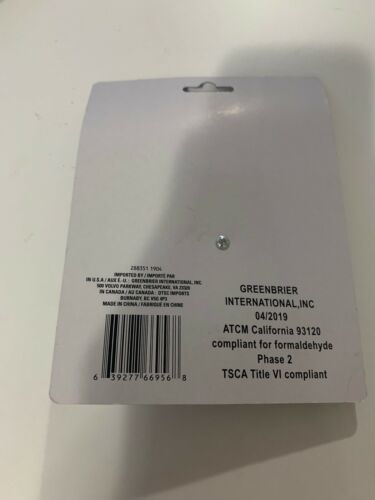 288351 1904
IMPORTED BY / IMPORTÉ PAR
IN U.S.A / AUX É. U. : GREENBRIER INTERNATIONAL, INC.
500 VOLVO PARKWAY, CHESAPEAKE, VA 23320
IN CANADA / AU CANADA : DTSC IMPORTS
BURNABY, BC V5G 4P3
MADE IN CHINA / FABRIQUÉ EN CHINE
6 39277 66956 8
GREENBRIER
INTERNATIONAL,INC
04/2019
ATCM California 93120
compliant for formaldehyde
Phase 2
TSCA Title VI compliant